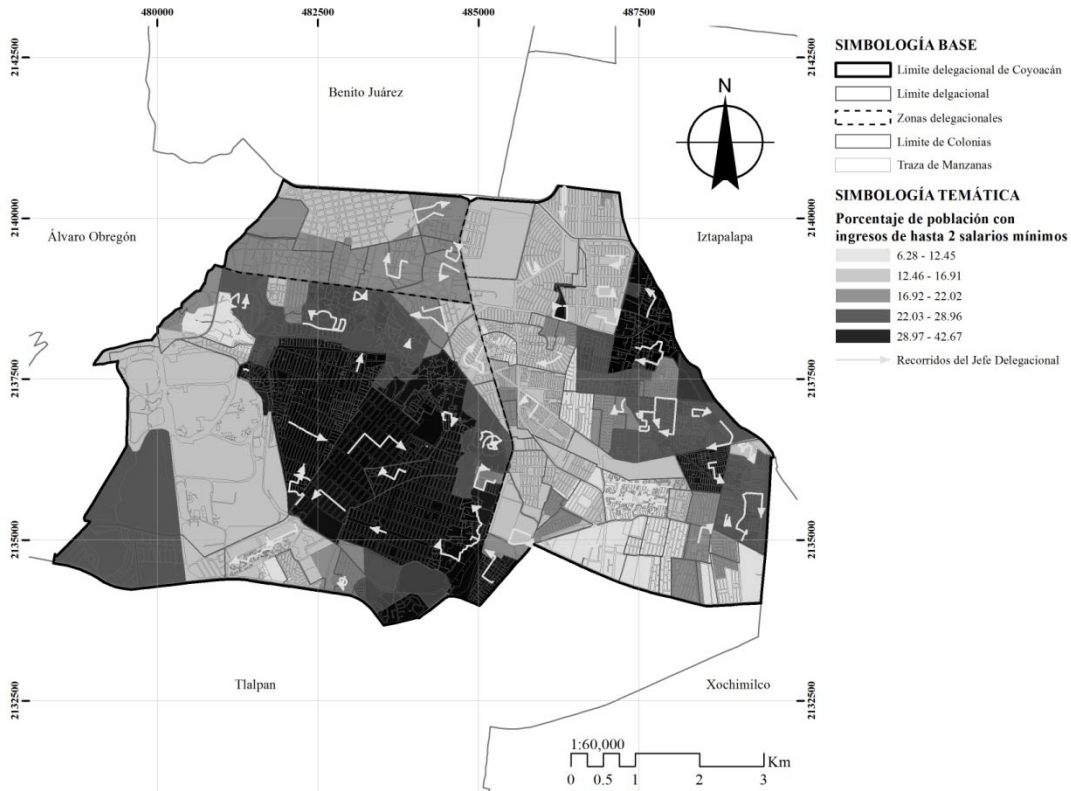 480000
482500
485000
487500
2142500
2142500
Benito Juárez
N
2140000
2140000
Álvaro Obregón
Iztapalapa
2137500
2137500
2135000
2135000
Tlalpan
Xochimilco
2132500
2132500
1:60,000
Km
0 0.5 1 2 3
SIMBOLOGÍA BASE
Límite delegacional de Coyoacán
Límite delgacional
Zonas delegacionales
Límite de Colonias
Traza de Manzanas
SIMBOLOGÍA TEMÁTICA
Porcentaje de población con
ingresos de hasta 2 salarios mínimos
6.28 - 12.45
12.46 - 16.91
16.92 - 22.02
22.03 - 28.96
28.97 - 42.67
Recorridos del Jefe Delegacional